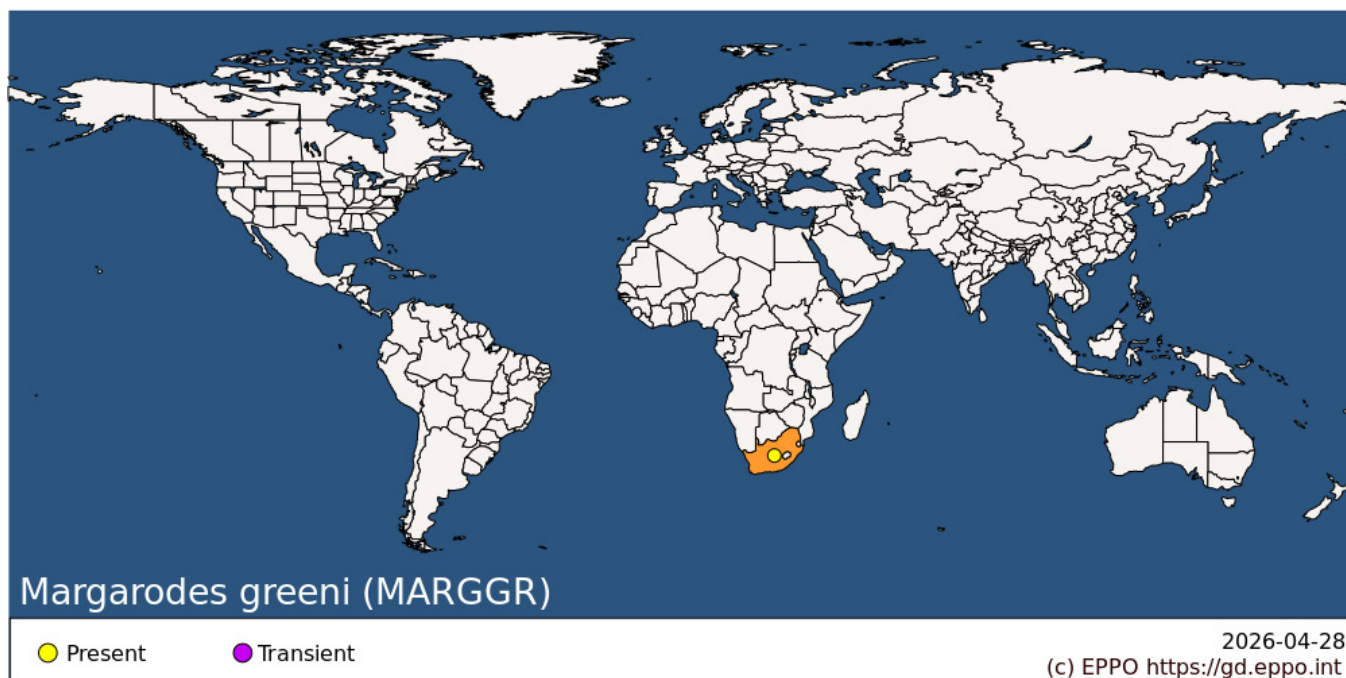 Margarodes greeni (MARGGR)
Present
Transient
2026-04-28
(c) EPPO https://gd.eppo.int